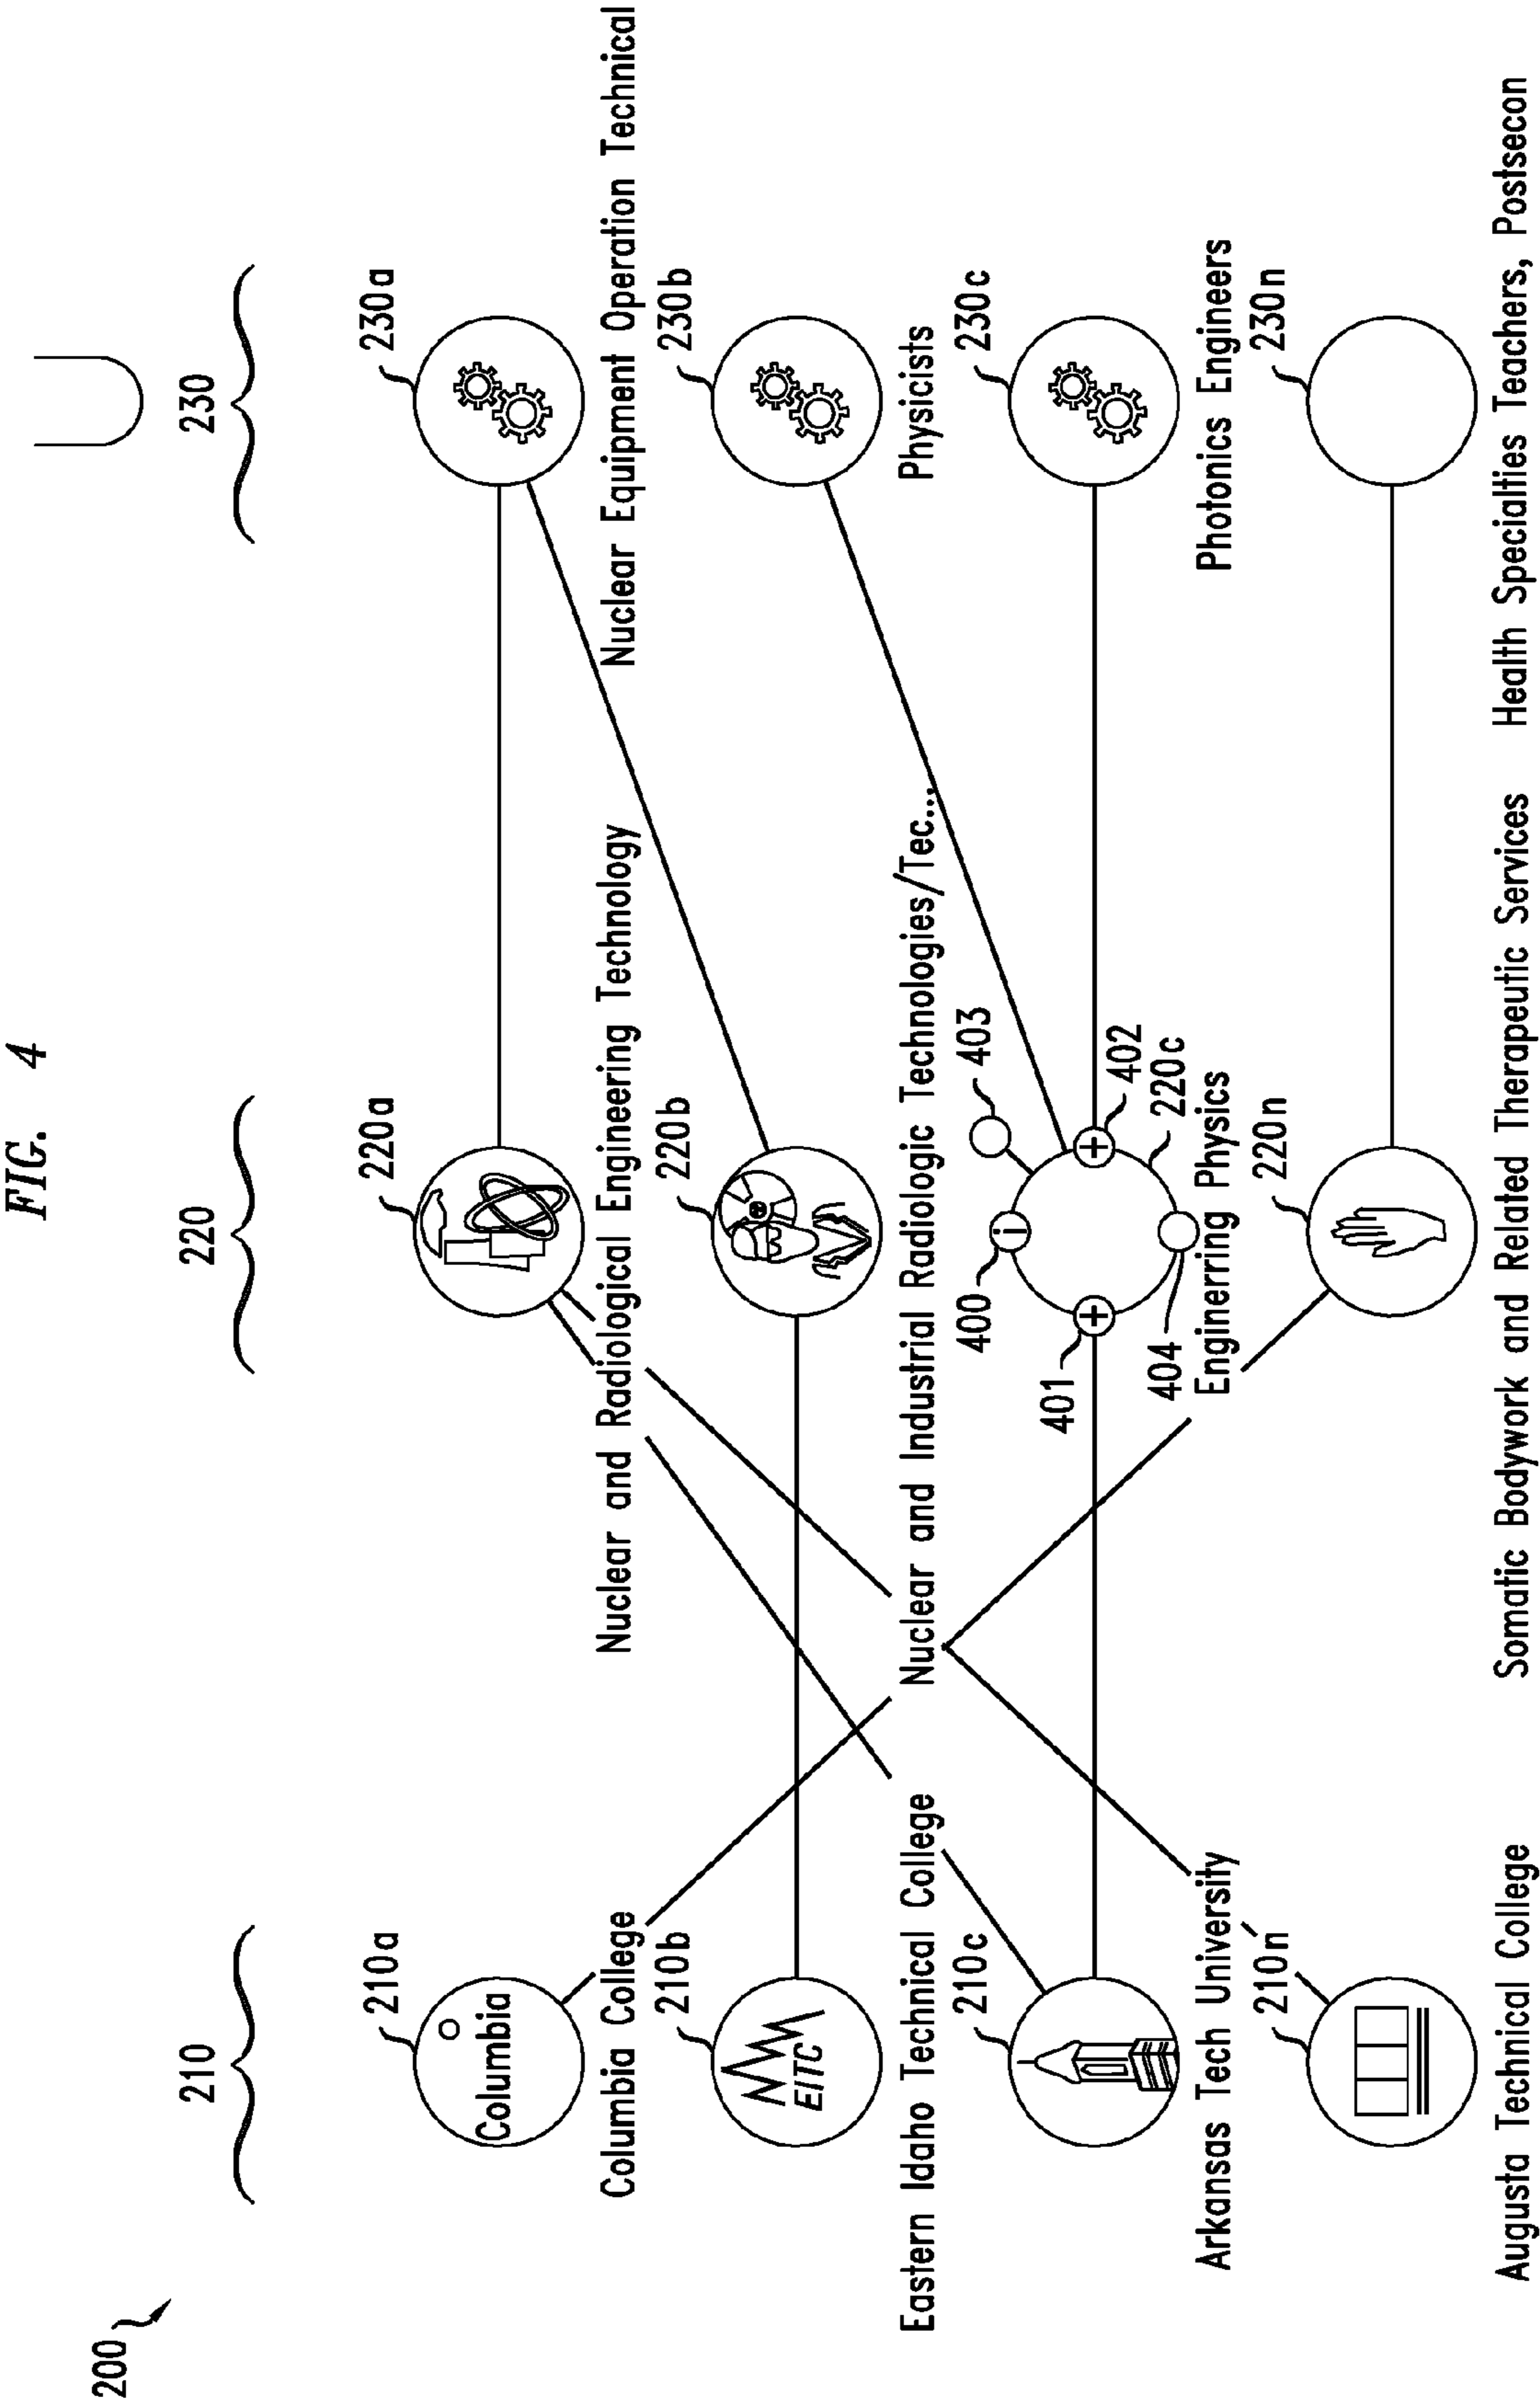 FIG. 4
200
210
220
230
210a
220a
230a
Columbia
Columbia College
Nuclear and Radiological Engineering Technology
Nuclear Equipment Operation Technical
210b
220b
230b
EITC
Eastern Idaho Technical College
Nuclear and Industrial Radiologic Technologies/Tec...
Physicists
210c
400
i
403
230c
401
+
+
402
404
220c
Arkansas Tech University
Enginerring Physics
Photonics Engineers
210n
220n
230n
Augusta Technical College
Somatic Bodywork and Related Therapeutic Services
Health Specialties Teachers, Postsecon